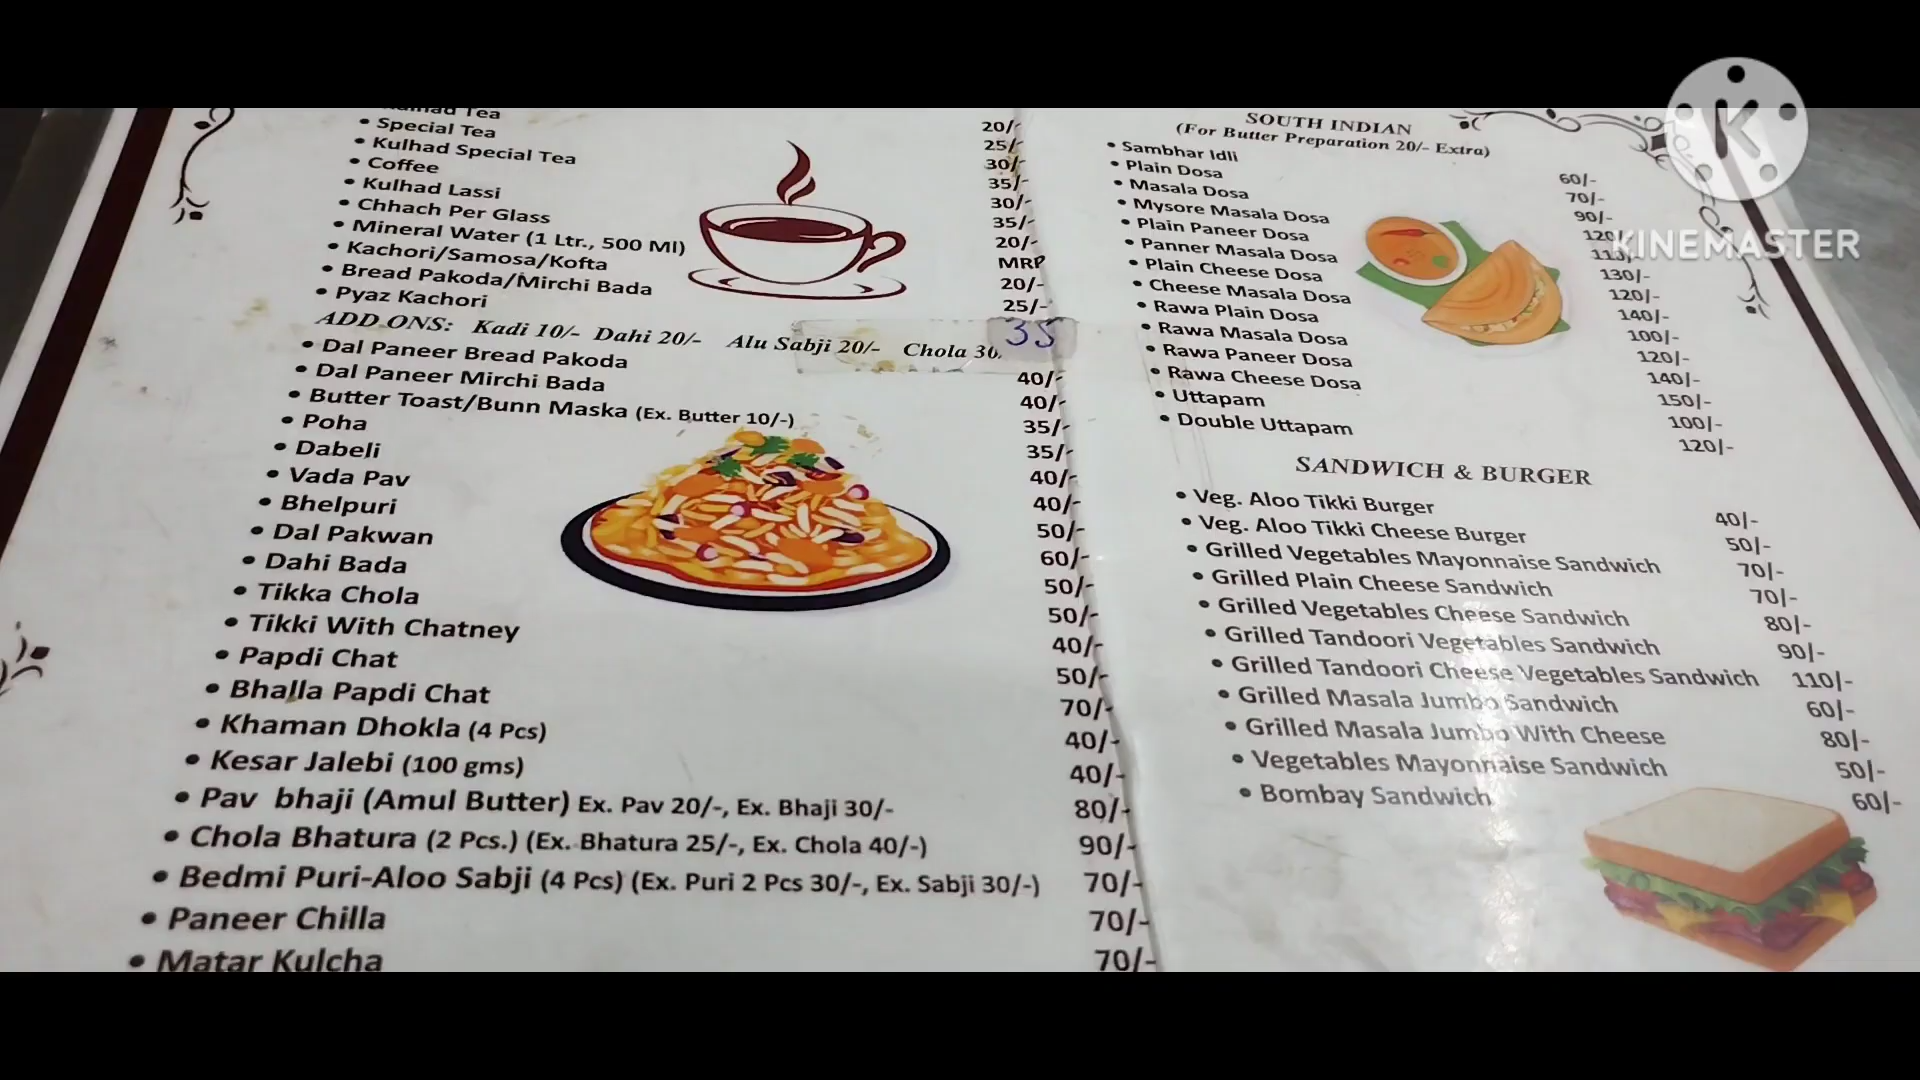 20/-
Tea 25/-
• Special Tea 30/-
• Kulhad Special Tea 35/-
• Coffee 30/-
• Kulhad Lassi 35/-
• Chhach Per Glass 20/-
• Mineral Water (1 Ltr., 500 Ml) MRP
• Kachori/Samosa/Kofta 20/-
• Bread Pakoda/Mirchi Bada 25/-
• Pyaz Kachori 35
ADD ONS: Kadi 10/- Dahi 20/- Alu Sabji 20/- Chola 30
• Dal Paneer Bread Pakoda 40/-
• Dal Paneer Mirchi Bada 40/-
• Butter Toast/Bunn Maska (Ex. Butter 10/-) 35/-
• Poha 35/-
• Dabeli 40/-
• Vada Pav 40/-
• Bhelpuri 50/-
• Dal Pakwan 60/-
• Dahi Bada 50/-
• Tikka Chola 50/-
• Tikki With Chatney 40/-
• Papdi Chat 50/-
• Bhalla Papdi Chat 70/-
• Khaman Dhokla (4 Pcs) 40/-
• Kesar Jalebi (100 gms) 40/-
• Pav bhaji (Amul Butter) Ex. Pav 20/-, Ex. Bhaji 30/- 80/-
• Chola Bhatura (2 Pcs.) (Ex. Bhatura 25/-, Ex. Chola 40/-) 90/-
• Bedmi Puri-Aloo Sabji (4 Pcs) (Ex. Puri 2 Pcs 30/-, Ex. Sabji 30/-) 70/-
• Paneer Chilla 70/-
• Matar Kulcha 70/-
SOUTH INDIAN
(For Butter Preparation 20/- Extra)
• Sambhar Idli 60/-
• Plain Dosa 70/-
• Masala Dosa 90/-
• Mysore Masala Dosa 120/
• Plain Paneer Dosa
• Panner Masala Dosa 130/-
• Plain Cheese Dosa 120/-
• Cheese Masala Dosa 140/-
• Rawa Plain Dosa 100/-
• Rawa Masala Dosa 120/-
• Rawa Paneer Dosa 140/-
• Rawa Cheese Dosa 150/-
• Uttapam 100/-
• Double Uttapam 120/-
SANDWICH & BURGER
• Veg. Aloo Tikki Burger 40/-
• Veg. Aloo Tikki Cheese Burger 50/-
• Grilled Vegetables Mayonnaise Sandwich 70/-
• Grilled Plain Cheese Sandwich 70/-
• Grilled Vegetables Cheese Sandwich 80/-
• Grilled Tandoori Vegetables Sandwich 90/-
• Grilled Tandoori Cheese Vegetables Sandwich 110/-
• Grilled Masala Jumbo Sandwich 60/-
• Grilled Masala Jumbo With Cheese 80/-
• Vegetables Mayonnaise Sandwich 50/-
• Bombay Sandwich 60/-
K
KINEMASTER